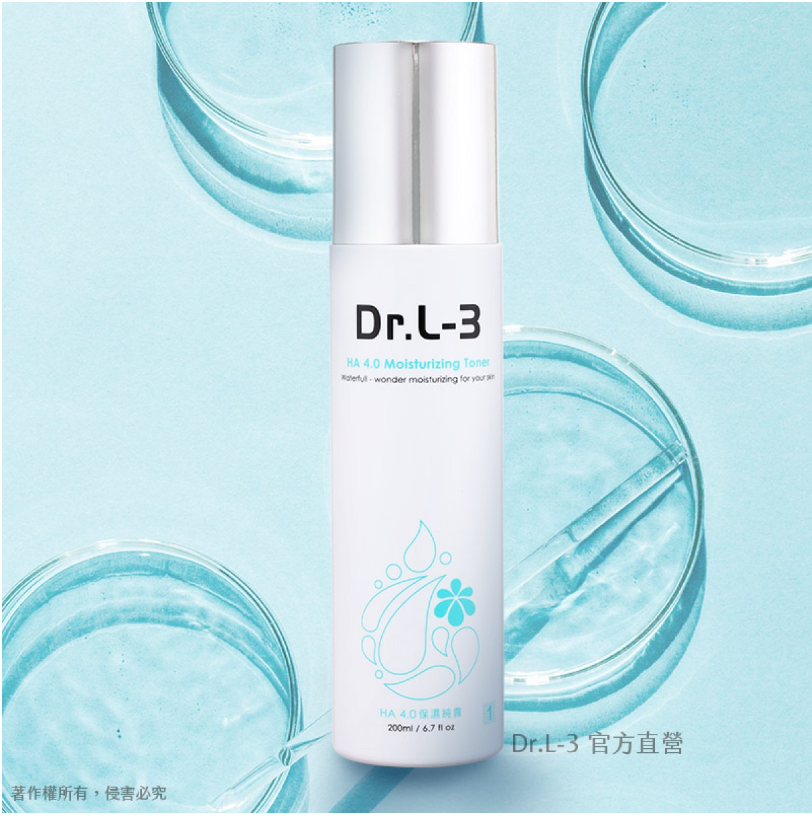 Dr.L-3
HA 4.0 Moisturizing Toner
Waterfull - wonder moisturizing for your skin
HA 4.0保濕純露
1
200ml / 6.7 fl oz
Dr.L-3 官方直營
著作權所有，侵害必究